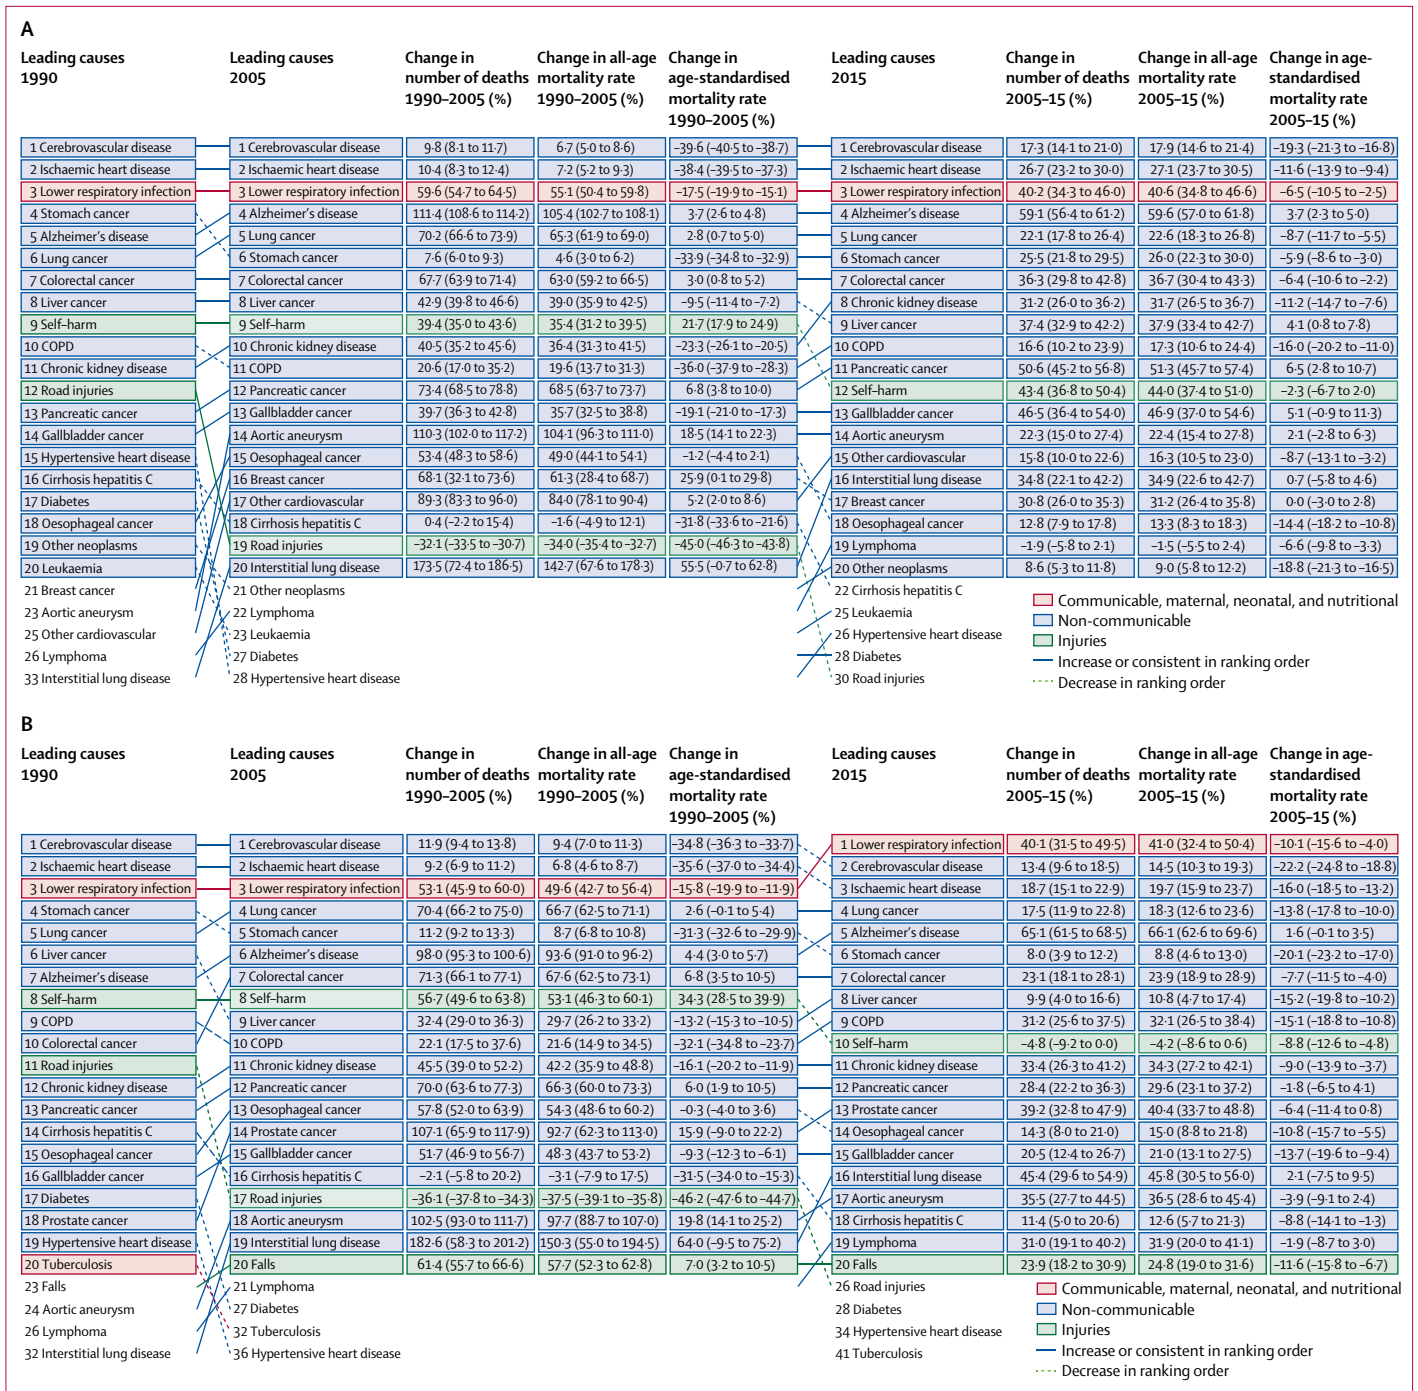 A
Leading causes 1990
Leading causes 2005
Change in number of deaths 1990–2005 (%)
Change in all-age mortality rate 1990–2005 (%)
Change in age-standardised mortality rate 1990–2005 (%)
Leading causes 2015
Change in number of deaths 2005–15 (%)
Change in all-age mortality rate 2005–15 (%)
Change in age-standardised mortality rate 2005–15 (%)
1 Cerebrovascular disease 1 Cerebrovascular disease 9·8 (8·1 to 11·7) 6·7 (5·0 to 8·6) –39·6 (–40·5 to –38·7) 1 Cerebrovascular disease 17·3 (14·1 to 21·0) 17·9 (14·6 to 21·4) –19·3 (–21·3 to –16·8)
2 Ischaemic heart disease 2 Ischaemic heart disease 10·4 (8·3 to 12·4) 7·2 (5·2 to 9·3) –38·4 (–39·5 to –37·3) 2 Ischaemic heart disease 26·7 (23·2 to 30·0) 27·1 (23·7 to 30·5) –11·6 (–13·9 to –9·4)
3 Lower respiratory infection 3 Lower respiratory infection 59·6 (54·7 to 64·5) 55·1 (50·4 to 59·8) –17·5 (–19·9 to –15·1) 3 Lower respiratory infection 40·2 (34·3 to 46·0) 40·6 (34·8 to 46·6) –6·5 (–10·5 to –2·5)
4 Stomach cancer 4 Alzheimer's disease 111·4 (108·6 to 114·2) 105·4 (102·7 to 108·1) 3·7 (2·6 to 4·8) 4 Alzheimer's disease 59·1 (56·4 to 61·2) 59·6 (57·0 to 61·8) 3·7 (2·3 to 5·0)
5 Alzheimer's disease 5 Lung cancer 70·2 (66·6 to 73·9) 65·3 (61·9 to 69·0) 2·8 (0·7 to 5·0) 5 Lung cancer 22·1 (17·8 to 26·4) 22·6 (18·3 to 26·8) –8·7 (–11·7 to –5·5)
6 Lung cancer 6 Stomach cancer 7·6 (6·0 to 9·3) 4·6 (3·0 to 6·2) –33·9 (–34·8 to –32·9) 6 Stomach cancer 25·5 (21·8 to 29·5) 26·0 (22·3 to 30·0) –5·9 (–8·6 to –3·0)
7 Colorectal cancer 7 Colorectal cancer 67·7 (63·9 to 71·4) 63·0 (59·2 to 66·5) 3·0 (0·8 to 5·2) 7 Colorectal cancer 36·3 (29·8 to 42·8) 36·7 (30·4 to 43·3) –6·4 (–10·6 to –2·2)
8 Liver cancer 8 Liver cancer 42·9 (39·8 to 46·6) 39·0 (35·9 to 42·5) –9·5 (–11·4 to –7·2) 8 Chronic kidney disease 31·2 (26·0 to 36·2) 31·7 (26·5 to 36·7) –11·2 (–14·7 to –7·6)
9 Self–harm 9 Self–harm 39·4 (35·0 to 43·6) 35·4 (31·2 to 39·5) 21·7 (17·9 to 24·9) 9 Liver cancer 37·4 (32·9 to 42·2) 37·9 (33·4 to 42·7) 4·1 (0·8 to 7·8)
10 COPD 10 Chronic kidney disease 40·5 (35·2 to 45·6) 36·4 (31·3 to 41·5) –23·3 (–26·1 to –20·5) 10 COPD 16·6 (10·2 to 23·9) 17·3 (10·6 to 24·4) –16·0 (–20·2 to –11·0)
11 Chronic kidney disease 11 COPD 20·6 (17·0 to 35·2) 19·6 (13·7 to 31·3) –36·0 (–37·9 to –28·3) 11 Pancreatic cancer 50·6 (45·2 to 56·8) 51·3 (45·7 to 57·4) 6·5 (2·8 to 10·7)
12 Road injuries 12 Pancreatic cancer 73·4 (68·5 to 78·8) 68·5 (63·7 to 73·7) 6·8 (3·8 to 10·0) 12 Self–harm 43·4 (36·8 to 50·4) 44·0 (37·4 to 51·0) –2·3 (–6·7 to 2·0)
13 Pancreatic cancer 13 Gallbladder cancer 39·7 (36·3 to 42·8) 35·7 (32·5 to 38·8) –19·1 (–21·0 to –17·3) 13 Gallbladder cancer 46·5 (36·4 to 54·0) 46·9 (37·0 to 54·6) 5·1 (–0·9 to 11·3)
14 Gallbladder cancer 14 Aortic aneurysm 110·3 (102·0 to 117·2) 104·1 (96·3 to 111·0) 18·5 (14·1 to 22·3) 14 Aortic aneurysm 22·3 (15·0 to 27·4) 22·4 (15·4 to 27·8) 2·1 (–2·8 to 6·3)
15 Hypertensive heart disease 15 Oesophageal cancer 53·4 (48·3 to 58·6) 49·0 (44·1 to 54·1) –1·2 (–4·4 to 2·1) 15 Other cardiovascular 15·8 (10·0 to 22·6) 16·3 (10·5 to 23·0) –8·7 (–13·1 to –3·2)
16 Cirrhosis hepatitis C 16 Breast cancer 68·1 (32·1 to 73·6) 61·3 (28·4 to 68·7) 25·9 (0·1 to 29·8) 16 Interstitial lung disease 34·8 (22·1 to 42·2) 34·9 (22·6 to 42·7) 0·7 (–5·8 to 4·6)
17 Diabetes 17 Other cardiovascular 89·3 (83·3 to 96·0) 84·0 (78·1 to 90·4) 5·2 (2·0 to 8·6) 17 Breast cancer 30·8 (26·0 to 35·3) 31·2 (26·4 to 35·8) 0·0 (–3·0 to 2·8)
18 Oesophageal cancer 18 Cirrhosis hepatitis C 0·4 (–2·2 to 15·4) –1·6 (–4·9 to 12·1) –31·8 (–33·6 to –21·6) 18 Oesophageal cancer 12·8 (7·9 to 17·8) 13·3 (8·3 to 18·3) –14·4 (–18·2 to –10·8)
19 Other neoplasms 19 Road injuries –32·1 (–33·5 to –30·7) –34·0 (–35·4 to –32·7) –45·0 (–46·3 to –43·8) 19 Lymphoma –1·9 (–5·8 to 2·1) –1·5 (–5·5 to 2·4) –6·6 (–9·8 to –3·3)
20 Leukaemia 20 Interstitial lung disease 173·5 (72·4 to 186·5) 142·7 (67·6 to 178·3) 55·5 (–0·7 to 62·8) 20 Other neoplasms 8·6 (5·3 to 11·8) 9·0 (5·8 to 12·2) –18·8 (–21·3 to –16·5)
21 Breast cancer 21 Other neoplasms 22 Cirrhosis hepatitis C
23 Aortic aneurysm 22 Lymphoma 25 Leukaemia
25 Other cardiovascular 23 Leukaemia 26 Hypertensive heart disease
26 Lymphoma 27 Diabetes 28 Diabetes
33 Interstitial lung disease 28 Hypertensive heart disease 30 Road injuries
Communicable, maternal, neonatal, and nutritional
Non-communicable
Injuries
Increase or consistent in ranking order
Decrease in ranking order
B
Leading causes 1990
Leading causes 2005
Change in number of deaths 1990–2005 (%)
Change in all-age mortality rate 1990–2005 (%)
Change in age-standardised mortality rate 1990–2005 (%)
Leading causes 2015
Change in number of deaths 2005–15 (%)
Change in all-age mortality rate 2005–15 (%)
Change in age-standardised mortality rate 2005–15 (%)
1 Cerebrovascular disease 1 Cerebrovascular disease 11·9 (9·4 to 13·8) 9·4 (7·0 to 11·3) –34·8 (–36·3 to –33·7) 1 Lower respiratory infection 40·1 (31·5 to 49·5) 41·0 (32·4 to 50·4) –10·1 (–15·6 to –4·0)
2 Ischaemic heart disease 2 Ischaemic heart disease 9·2 (6·9 to 11·2) 6·8 (4·6 to 8·7) –35·6 (–37·0 to –34·4) 2 Cerebrovascular disease 13·4 (9·6 to 18·5) 14·5 (10·3 to 19·3) –22·2 (–24·8 to –18·8)
3 Lower respiratory infection 3 Lower respiratory infection 53·1 (45·9 to 60·0) 49·6 (42·7 to 56·4) –15·8 (–19·9 to –11·9) 3 Ischaemic heart disease 18·7 (15·1 to 22·9) 19·7 (15·9 to 23·7) –16·0 (–18·5 to –13·2)
4 Stomach cancer 4 Lung cancer 70·4 (66·2 to 75·0) 66·7 (62·5 to 71·1) 2·6 (–0·1 to 5·4) 4 Lung cancer 17·5 (11·9 to 22·8) 18·3 (12·6 to 23·6) –13·8 (–17·8 to –10·0)
5 Lung cancer 5 Stomach cancer 11·2 (9·2 to 13·3) 8·7 (6·8 to 10·8) –31·3 (–32·6 to –29·9) 5 Alzheimer's disease 65·1 (61·5 to 68·5) 66·1 (62·6 to 69·6) 1·6 (–0·1 to 3·5)
6 Liver cancer 6 Alzheimer's disease 98·0 (95·3 to 100·6) 93·6 (91·0 to 96·2) 4·4 (3·0 to 5·7) 6 Stomach cancer 8·0 (3·9 to 12·2) 8·8 (4·6 to 13·0) –20·1 (–23·2 to –17·0)
7 Alzheimer's disease 7 Colorectal cancer 71·3 (66·1 to 77·1) 67·6 (62·5 to 73·1) 6·8 (3·5 to 10·5) 7 Colorectal cancer 23·1 (18·1 to 28·1) 23·9 (18·9 to 28·9) –7·7 (–11·5 to –4·0)
8 Self–harm 8 Self–harm 56·7 (49·6 to 63·8) 53·1 (46·3 to 60·1) 34·3 (28·5 to 39·9) 8 Liver cancer 9·9 (4·0 to 16·6) 10·8 (4·7 to 17·4) –15·2 (–19·8 to –10·2)
9 COPD 9 Liver cancer 32·4 (29·0 to 36·3) 29·7 (26·2 to 33·2) –13·2 (–15·3 to –10·5) 9 COPD 31·2 (25·6 to 37·5) 32·1 (26·5 to 38·4) –15·1 (–18·8 to –10·8)
10 Colorectal cancer 10 COPD 22·1 (17·5 to 37·6) 21·6 (14·9 to 34·5) –32·1 (–34·8 to –23·7) 10 Self–harm –4·8 (–9·2 to 0·0) –4·2 (–8·6 to 0·6) –8·8 (–12·6 to –4·8)
11 Road injuries 11 Chronic kidney disease 45·5 (39·0 to 52·2) 42·2 (35·9 to 48·8) –16·1 (–20·2 to –11·9) 11 Chronic kidney disease 33·4 (26·3 to 41·2) 34·3 (27·2 to 42·1) –9·0 (–13·9 to –3·7)
12 Chronic kidney disease 12 Pancreatic cancer 70·0 (63·6 to 77·3) 66·3 (60·0 to 73·3) 6·0 (1·9 to 10·5) 12 Pancreatic cancer 28·4 (22·2 to 36·3) 29·6 (23·1 to 37·2) –1·8 (–6·5 to 4·1)
13 Pancreatic cancer 13 Oesophageal cancer 57·8 (52·0 to 63·9) 54·3 (48·6 to 60·2) –0·3 (–4·0 to 3·6) 13 Prostate cancer 39·2 (32·8 to 47·9) 40·4 (33·7 to 48·8) –6·4 (–11·4 to 0·8)
14 Cirrhosis hepatitis C 14 Prostate cancer 107·1 (65·9 to 117·9) 92·7 (62·3 to 113·0) 15·9 (–9·0 to 22·2) 14 Oesophageal cancer 14·3 (8·0 to 21·0) 15·0 (8·8 to 21·8) –10·8 (–15·7 to –5·5)
15 Oesophageal cancer 15 Gallbladder cancer 51·7 (46·9 to 56·7) 48·3 (43·7 to 53·2) –9·3 (–12·3 to –6·1) 15 Gallbladder cancer 20·5 (12·4 to 26·7) 21·0 (13·1 to 27·5) –13·7 (–19·6 to –9·4)
16 Gallbladder cancer 16 Cirrhosis hepatitis C –2·1 (–5·8 to 20·2) –3·1 (–7·9 to 17·5) –31·5 (–34·0 to –15·3) 16 Interstitial lung disease 45·4 (29·6 to 54·9) 45·8 (30·5 to 56·0) 2·1 (–7·5 to 9·5)
17 Diabetes 17 Road injuries –36·1 (–37·8 to –34·3) –37·5 (–39·1 to –35·8) –46·2 (–47·6 to –44·7) 17 Aortic aneurysm 35·5 (27·7 to 44·5) 36·5 (28·6 to 45·4) –3·9 (–9·1 to 2·4)
18 Prostate cancer 18 Aortic aneurysm 102·5 (93·0 to 111·7) 97·7 (88·7 to 107·0) 19·8 (14·1 to 25·2) 18 Cirrhosis hepatitis C 11·4 (5·0 to 20·6) 12·6 (5·7 to 21·3) –8·8 (–14·1 to –1·3)
19 Hypertensive heart disease 19 Interstitial lung disease 182·6 (58·3 to 201·2) 150·3 (55·0 to 194·5) 64·0 (–9·5 to 75·2) 19 Lymphoma 31·0 (19·1 to 40·2) 31·9 (20·0 to 41·1) –1·9 (–8·7 to 3·0)
20 Tuberculosis 20 Falls 61·4 (55·7 to 66·6) 57·7 (52·3 to 62·8) 7·0 (3·2 to 10·5) 20 Falls 23·9 (18·2 to 30·9) 24·8 (19·0 to 31·6) –11·6 (–15·8 to –6·7)
23 Falls 21 Lymphoma 26 Road injuries
24 Aortic aneurysm 27 Diabetes 28 Diabetes
26 Lymphoma 32 Tuberculosis 34 Hypertensive heart disease
32 Interstitial lung disease 36 Hypertensive heart disease 41 Tuberculosis
Communicable, maternal, neonatal, and nutritional
Non-communicable
Injuries
Increase or consistent in ranking order
Decrease in ranking order